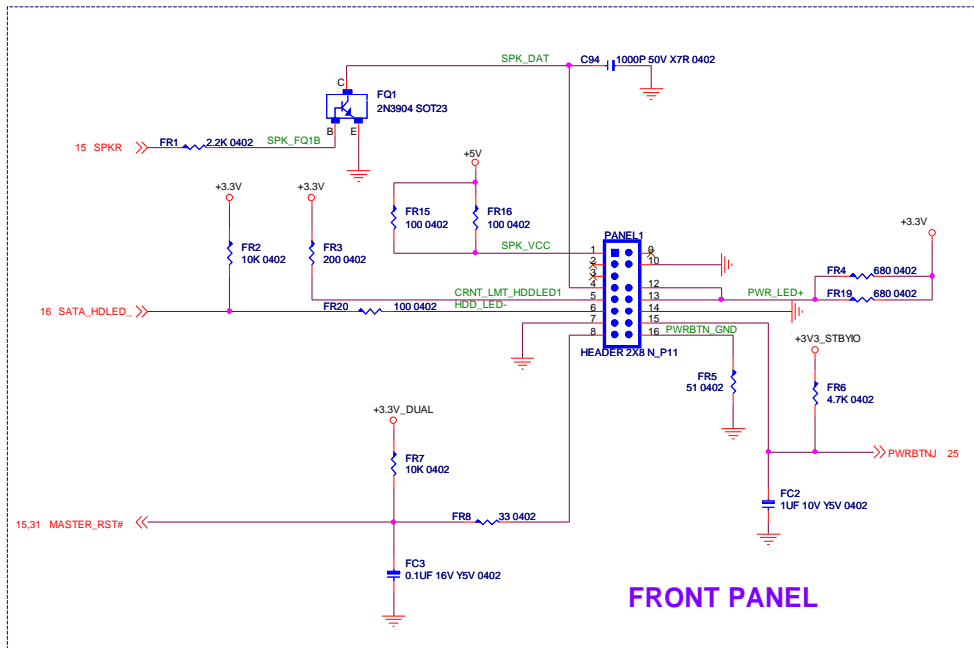 SPK_DAT
C94 1000P 50V X7R 0402
C
FQ1
2N3904 SOT23
B E
15 SPKR
FR1 2.2K 0402
SPK_FQ1B
+5V
+3.3V
+3.3V
FR15
100 0402
FR16
100 0402
+3.3V
FR2
10K 0402
FR3
200 0402
SPK_VCC
PANEL1
1
2
3
4
5
6
7
8
9
10
12
13
14
15
16
HEADER 2X8 N_P11
FR4 680 0402
PWR_LED+
FR19 680 0402
CRNT_LMT_HDDLED1
16 SATA_HDLED_
FR20 100 0402
HDD_LED-
PWRBTN_GND
+3V3_STBYIO
FR5
51 0402
FR6
4.7K 0402
+3.3V_DUAL
FR7
10K 0402
PWRBTNJ 25
15,31 MASTER_RST#
FR8 33 0402
FC2
1UF 10V Y5V 0402
FC3
0.1UF 16V Y5V 0402
FRONT PANEL